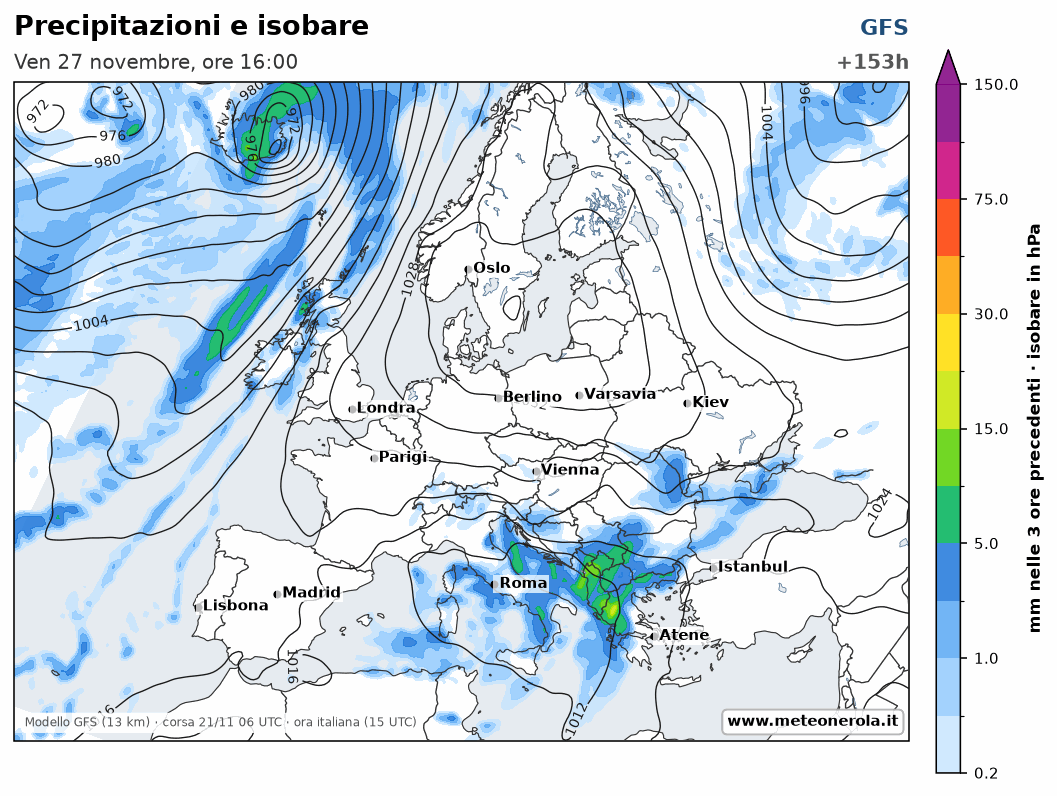 Precipitazioni e isobare
GFS
Ven 27 novembre, ore 16:00
+153h
972
972
980
972
976
976
980
996
1004
1028
1004
Oslo
Londra
Berlino
Varsavia
Kiev
Parigi
Vienna
1024
Roma
Istanbul
Madrid
Lisbona
Atene
1016
1012
Modello GFS (13 km) · corsa 21/11 06 UTC · ora italiana (15 UTC)
www.meteonerola.it
150.0
75.0
30.0
15.0
5.0
1.0
0.2
mm nelle 3 ore precedenti · isobare in hPa